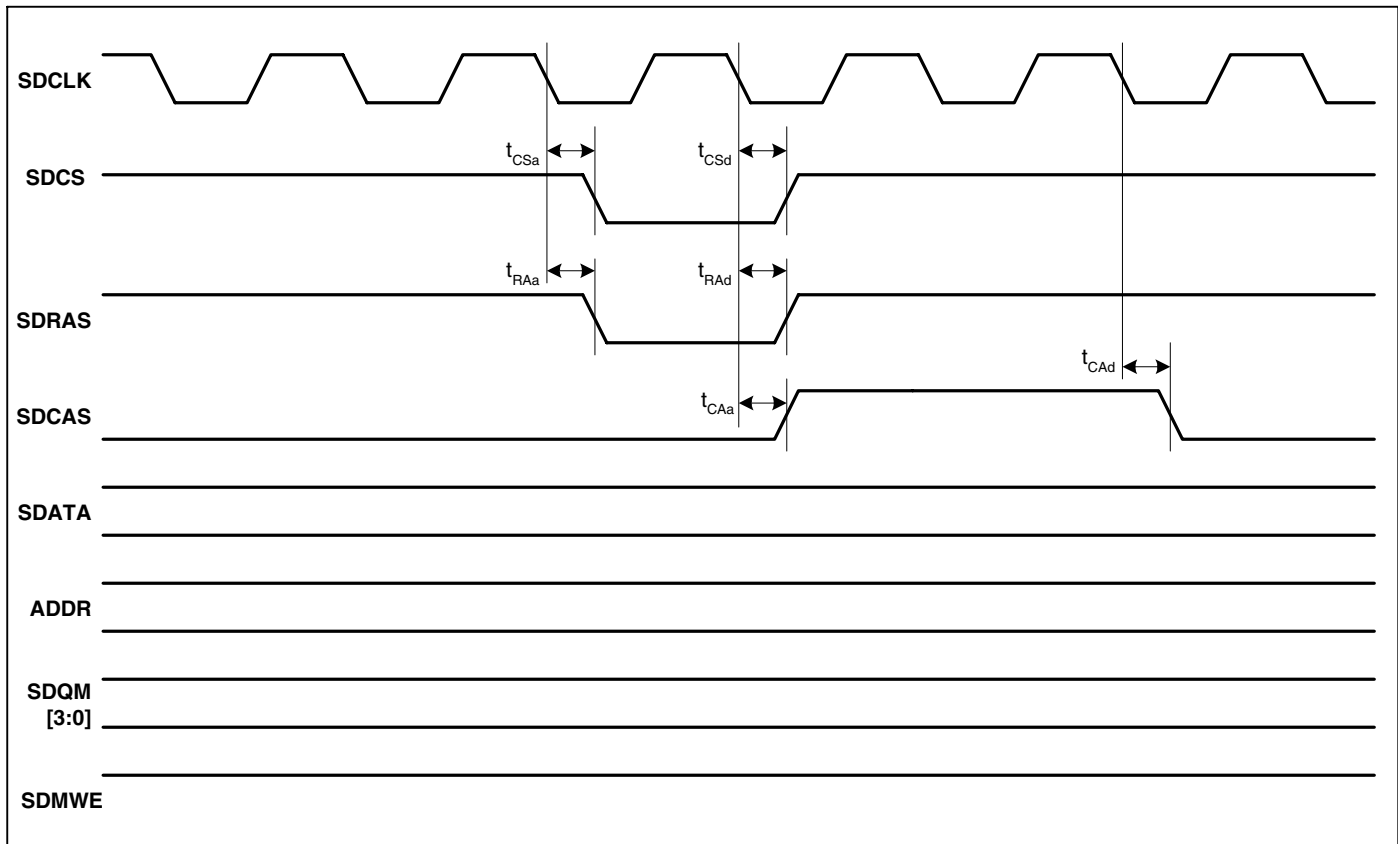 SDCLK
tCSa
tCSd
SDCS
tRAa
tRAd
SDRAS
tCAd
tCAa
SDCAS
SDATA
ADDR
SDQM
[3:0]
SDMWE